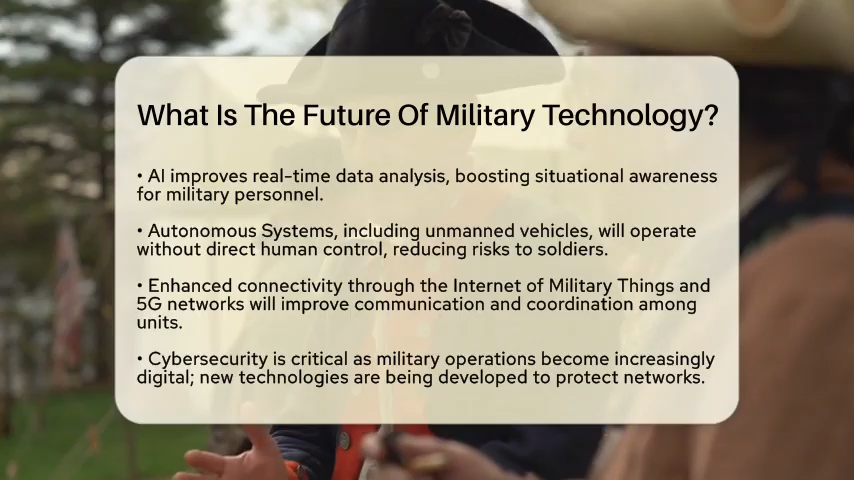 What Is The Future Of Military Technology?
• AI improves real-time data analysis, boosting situational awareness
for military personnel.
• Autonomous Systems, including unmanned vehicles, will operate
without direct human control, reducing risks to soldiers.
• Enhanced connectivity through the Internet of Military Things and
5G networks will improve communication and coordination among
units.
• Cybersecurity is critical as military operations become increasingly
digital; new technologies are being developed to protect networks.